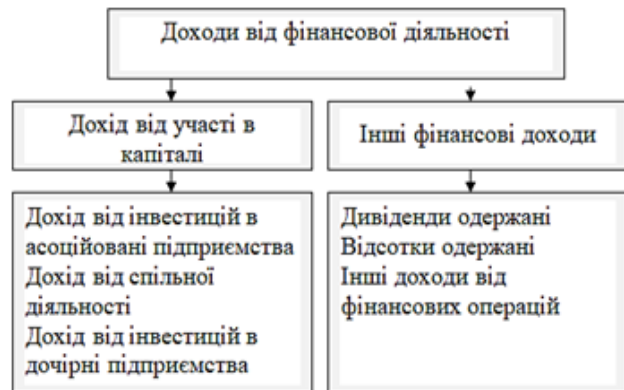 Доходи від фінансової діяльності
Дохід від участі в
капіталі
Інші фінансові доходи
Дохід від інвестицій в
асоційовані підприємства
Дохід від спільної
діяльності
Дохід від інвестицій в
дочірні підприємства
Дивіденди одержані
Відсотки одержані
Інші доходи від
фінансових операцій